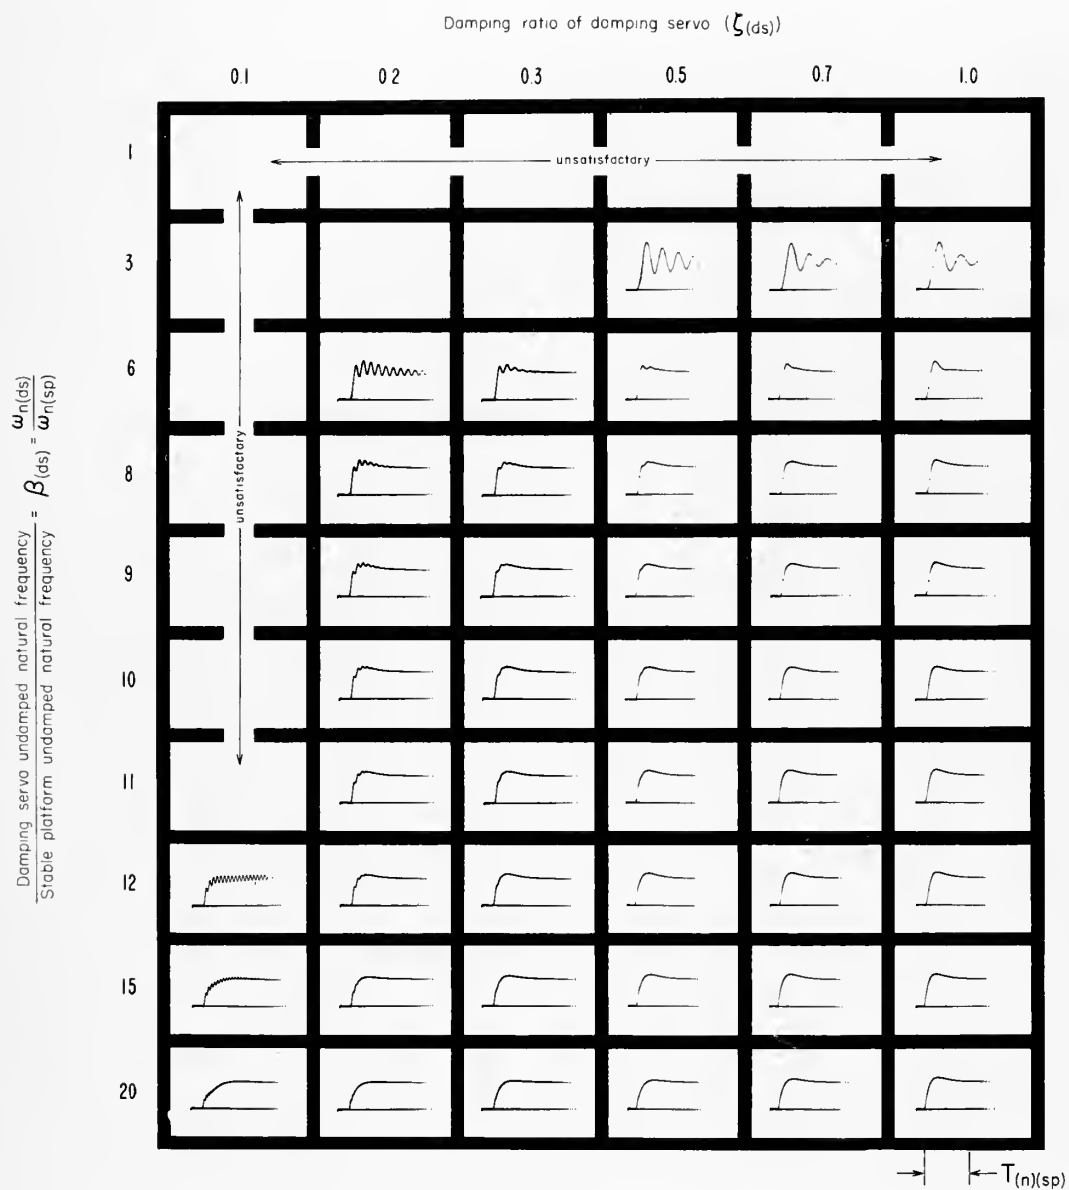 Damping ratio of damping servo (ζ(ds))
0.1 0.2 0.3 0.5 0.7 1.0
1
unsatisfactory
3
6
8
9
10
11
12
15
20
unsatisfactory
Damping servo undamped natural frequency
Stable platform undamped natural frequency
= β(ds) =
ωn(ds)
ωn(sp)
T(n)(sp)